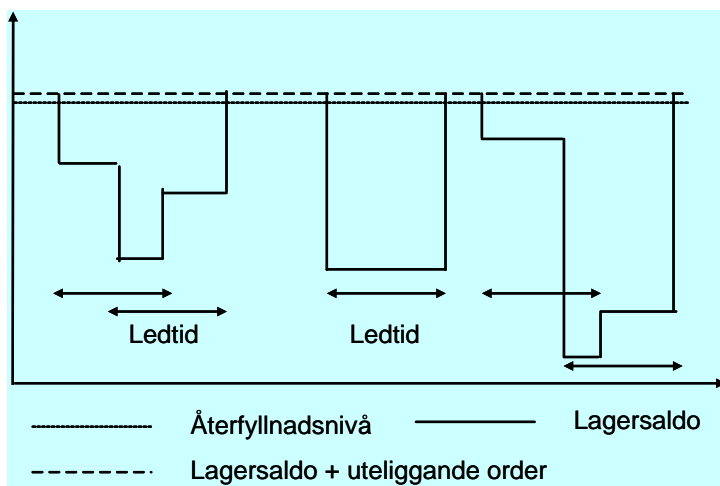 Ledtid
Ledtid
Återfyllnadsnivå
Lagersaldo
Lagersaldo + uteliggande order